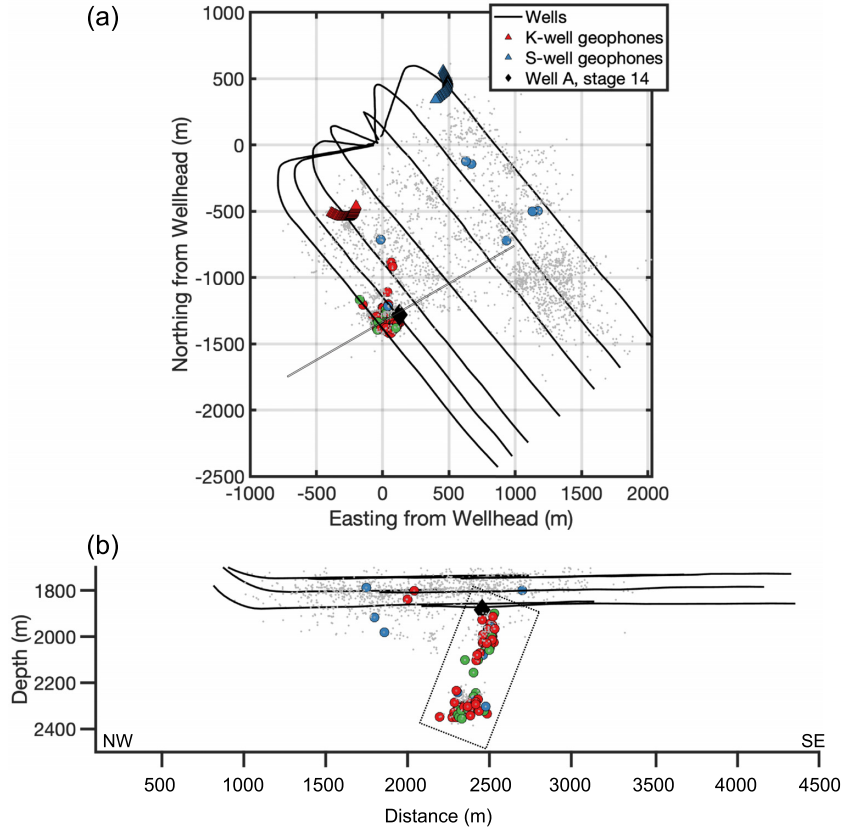 (a)
Wells
K-well geophones
S-well geophones
Well A, stage 14
1000
500
0
-500
-1000
-1500
-2000
-2500
Northing from Wellhead (m)
-1000 -500 0 500 1000 1500 2000
Easting from Wellhead (m)
(b)
1800
2000
2200
2400
Depth (m)
NW SE
500 1000 1500 2000 2500 3000 3500 4000 4500
Distance (m)